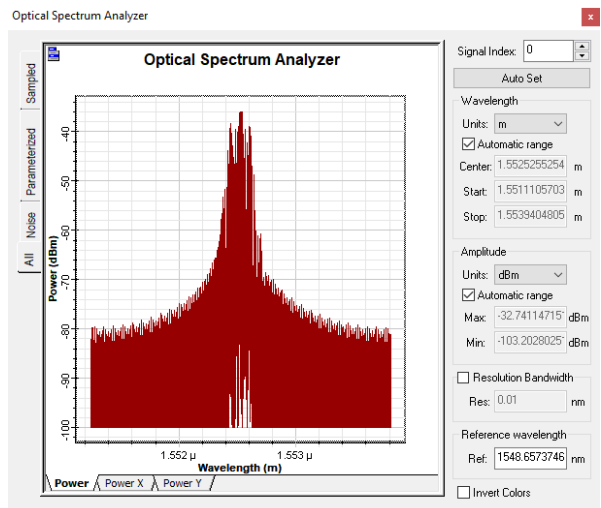 Optical Spectrum Analyzer
x
Optical Spectrum Analyzer
Sampled
Parameterized
Noise
All
Power (dBm)
-40
-50
-60
-70
-80
-90
-100
1.552 µ
1.553 µ
Wavelength (m)
Power
Power X
Power Y
Signal Index: 0
Auto Set
Wavelength
Units: m
Automatic range
Center: 1.5525255254 m
Start: 1.5511105703 m
Stop: 1.5539404805 m
Amplitude
Units: dBm
Automatic range
Max: -32.74114715 dBm
Min: -103.2028025 dBm
Resolution Bandwidth
Res: 0.01 nm
Reference wavelength
Ref: 1548.6573746 nm
Invert Colors